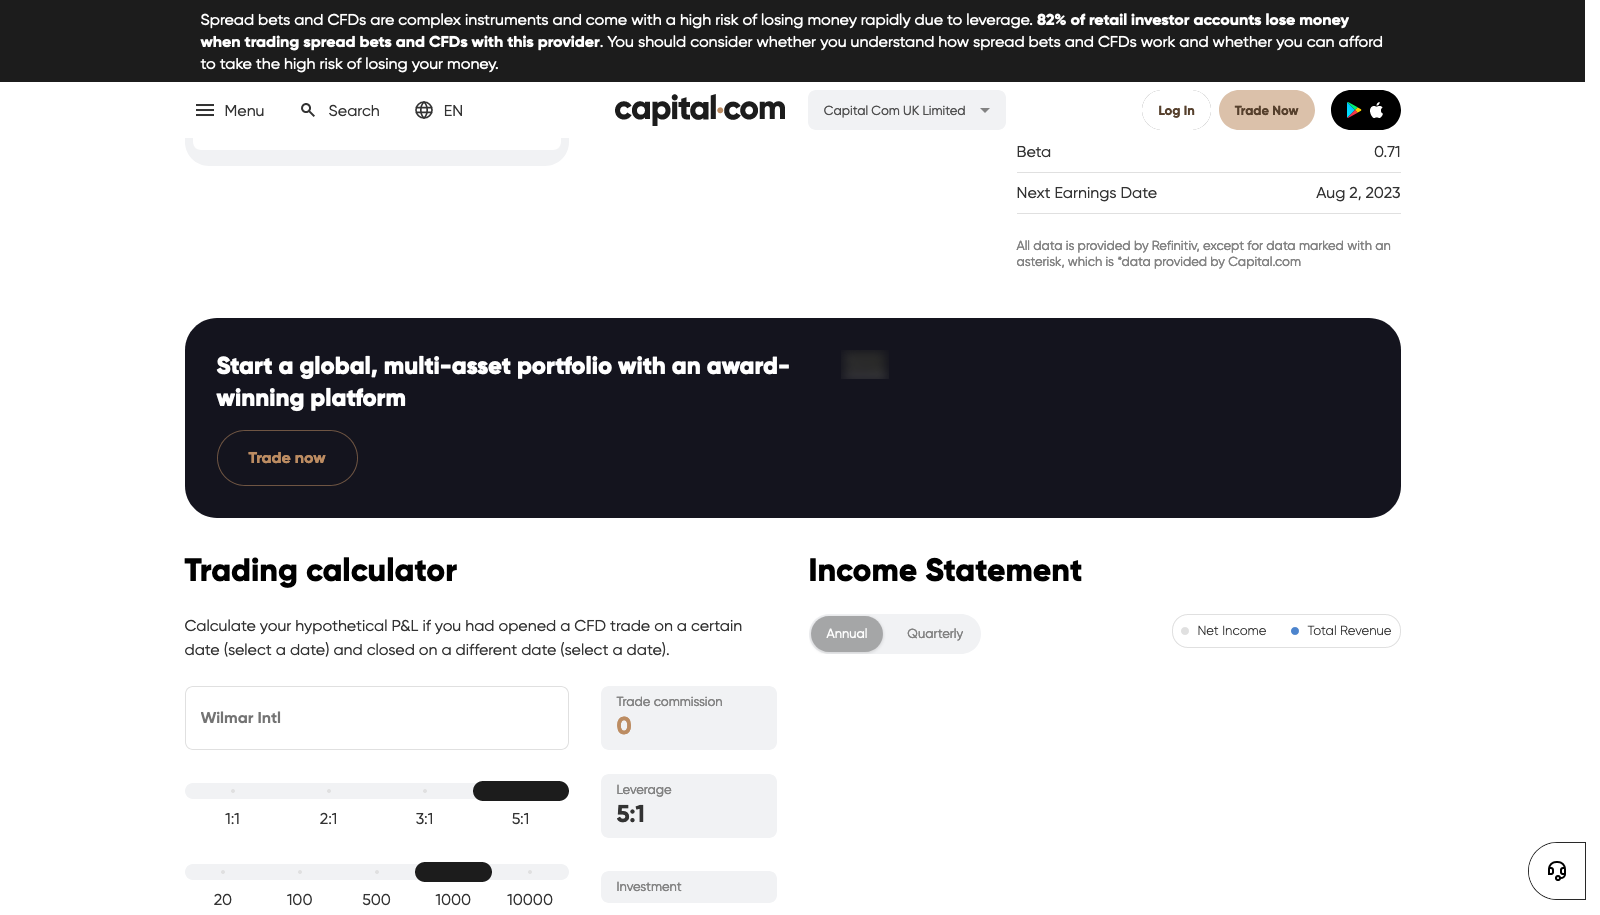 Spread bets and CFDs are complex instruments and come with a high risk of losing money rapidly due to leverage. 82% of retail investor accounts lose money
when trading spread bets and CFDs with this provider. You should consider whether you understand how spread bets and CFDs work and whether you can afford
to take the high risk of losing your money.
Menu Search EN capital.com Capital Com UK Limited Log In Trade Now
Beta 0.71
Next Earnings Date Aug 2, 2023
All data is provided by Refinitiv, except for data marked with an
asterisk, which is *data provided by Capital.com
Start a global, multi-asset portfolio with an award-
winning platform
Trade now
Trading calculator
Calculate your hypothetical P&L if you had opened a CFD trade on a certain
date (select a date) and closed on a different date (select a date).
Wilmar Intl
Trade commission
0
1:1 2:1 3:1 5:1
Leverage
5:1
20 100 500 1000 10000
Investment
Income Statement
Annual Quarterly Net Income Total Revenue